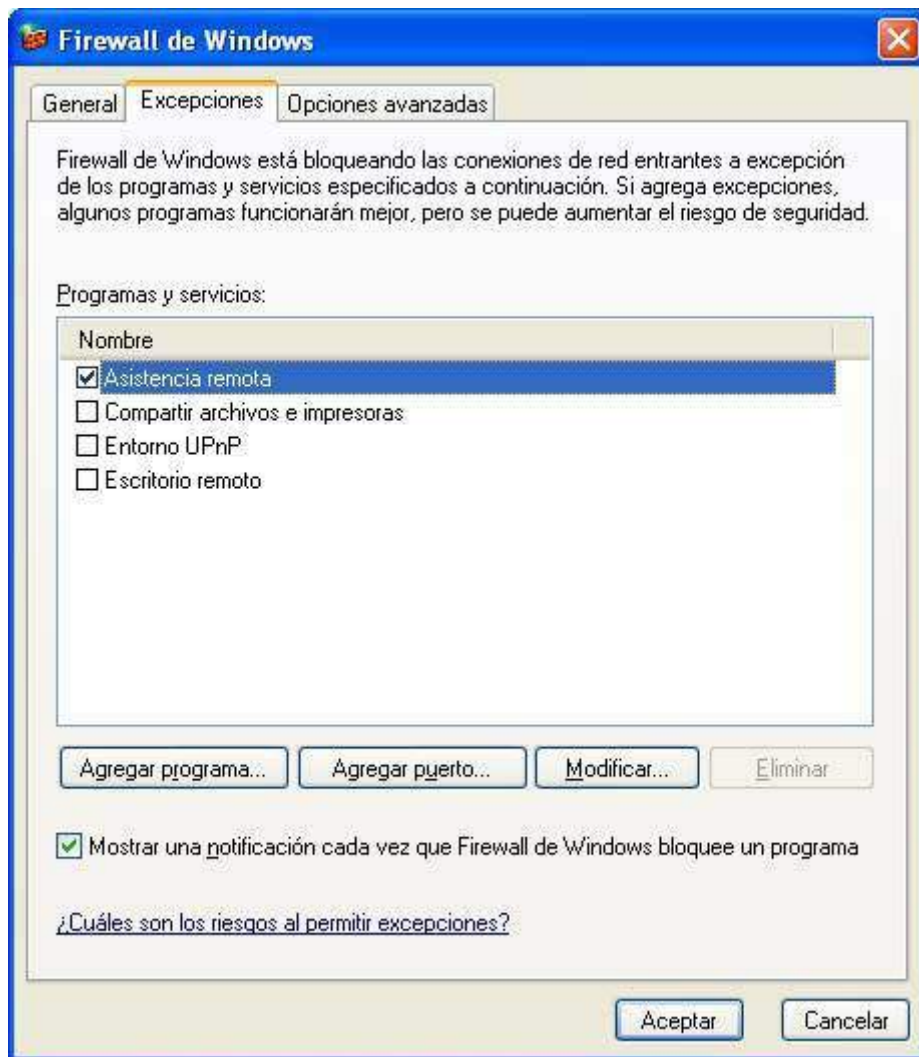 Firewall de Windows
General Excepciones Opciones avanzadas
Firewall de Windows está bloqueando las conexiones de red entrantes a excepción
de los programas y servicios especificados a continuación. Si agrega excepciones,
algunos programas funcionarán mejor, pero se puede aumentar el riesgo de seguridad.
Programas y servicios:
Nombre
Asistencia remota
Compartir archivos e impresoras
Entorno UPnP
Escritorio remoto
Agregar programa... Agregar puerto... Modificar... Eliminar
Mostrar una notificación cada vez que Firewall de Windows bloquee un programa
¿Cuáles son los riesgos al permitir excepciones?
Aceptar Cancelar